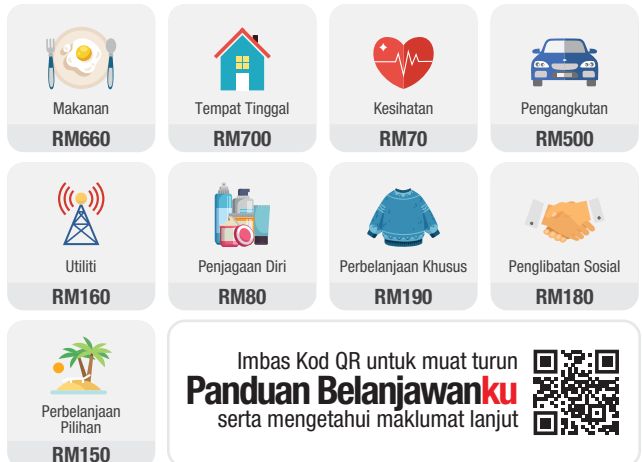 Makanan
RM660
Tempat Tinggal
RM700
Kesihatan
RM70
Pengangkutan
RM500
Utiliti
RM160
Penjagaan Diri
RM80
Perbelanjaan Khusus
RM190
Penglibatan Sosial
RM180
Perbelanjaan
Pilihan
RM150
Imbas Kod QR untuk muat turun
Panduan Belanjawanku
serta mengetahui maklumat lanjut